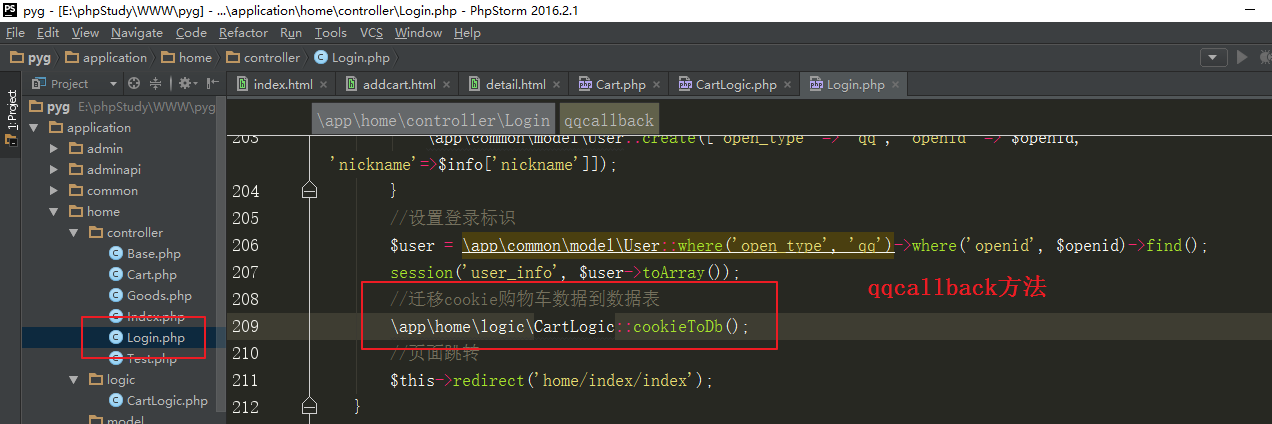 pyg - [E:\phpStudy\WWW\pyg] - ...\application\home\controller\Login.php - PhpStorm 2016.2.1
File Edit View Navigate Code Refactor Run Tools VCS Window Help
pyg application home controller Login.php
1: Project
Project
index.html addcart.html detail.html Cart.php CartLogic.php Login.php
pyg E:\phpStudy\WWW\pyg
application
admin
adminapi
common
home
controller
Base.php
Cart.php
Goods.php
Index.php
Login.php
Test.php
logic
CartLogic.php
model
\app\home\controller\Login qqcallback
203 \app\common\model\User::create(['open_type' => 'qq', 'openid' => $openid,
'nickname'=>$info['nickname']]);
204 }
205 //设置登录标识
206 $user = \app\common\model\User::where('open_type', 'qq')->where('openid', $openid)->find();
207 session('user_info', $user->toArray());
208 //迁移cookie购物车数据到数据表
209 \app\home\logic\CartLogic::cookieToDb();
210 //页面跳转
211 $this->redirect('home/index/index');
212 }
qqcallback方法